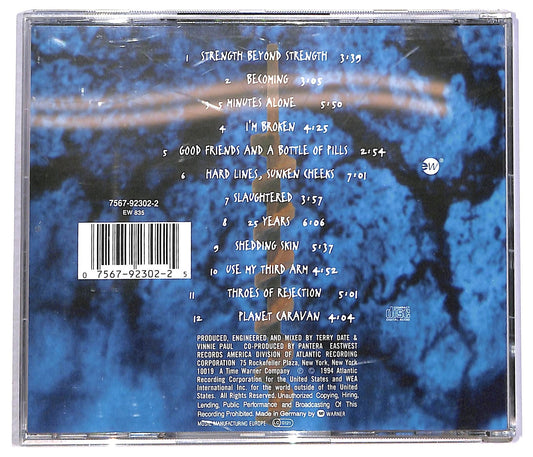 1 STRENGTH BEYOND STRENGTH 3:39
2 BECOMING 3:05
3 5 MINUTES ALONE 5:50
4 I'M BROKEN 4:25
5 GOOD FRIENDS AND A BOTTLE OF PILLS 2:54
6 HARD LINES, SUNKEN CHEEKS 7:01
ew ®
7 SLAUGHTERED 3:57
7567-92302-2
EW 835
8 25 YEARS 6:06
9 SHEDDING SKIN 5:37
0 7567-92302-2 5
10 USE MY THIRD ARM 4:52
11 THROES OF REJECTION 5:01
12 PLANET CARAVAN 4:04
COMPACT disc DIGITAL AUDIO
PRODUCED, ENGINEERED AND MIXED BY TERRY DATE &
VINNIE PAUL CO-PRODUCED BY PANTERA EASTWEST
RECORDS AMERICA DIVISION OF ATLANTIC RECORDING
CORPORATION 75 Rockefeller Plaza, New York, New York
10019 A Time Warner Company ℗ © 1994 Atlantic
Recording Corporation for the United States and WEA
International Inc. for the world outside of the United
States. All Rights Reserved. Unauthorized Copying, Hiring,
Lending, Public Performance and Broadcasting Of This
Recording Prohibited. Made in Germany by WARNER
MUSIC MANUFACTURING EUROPE. LC 0121